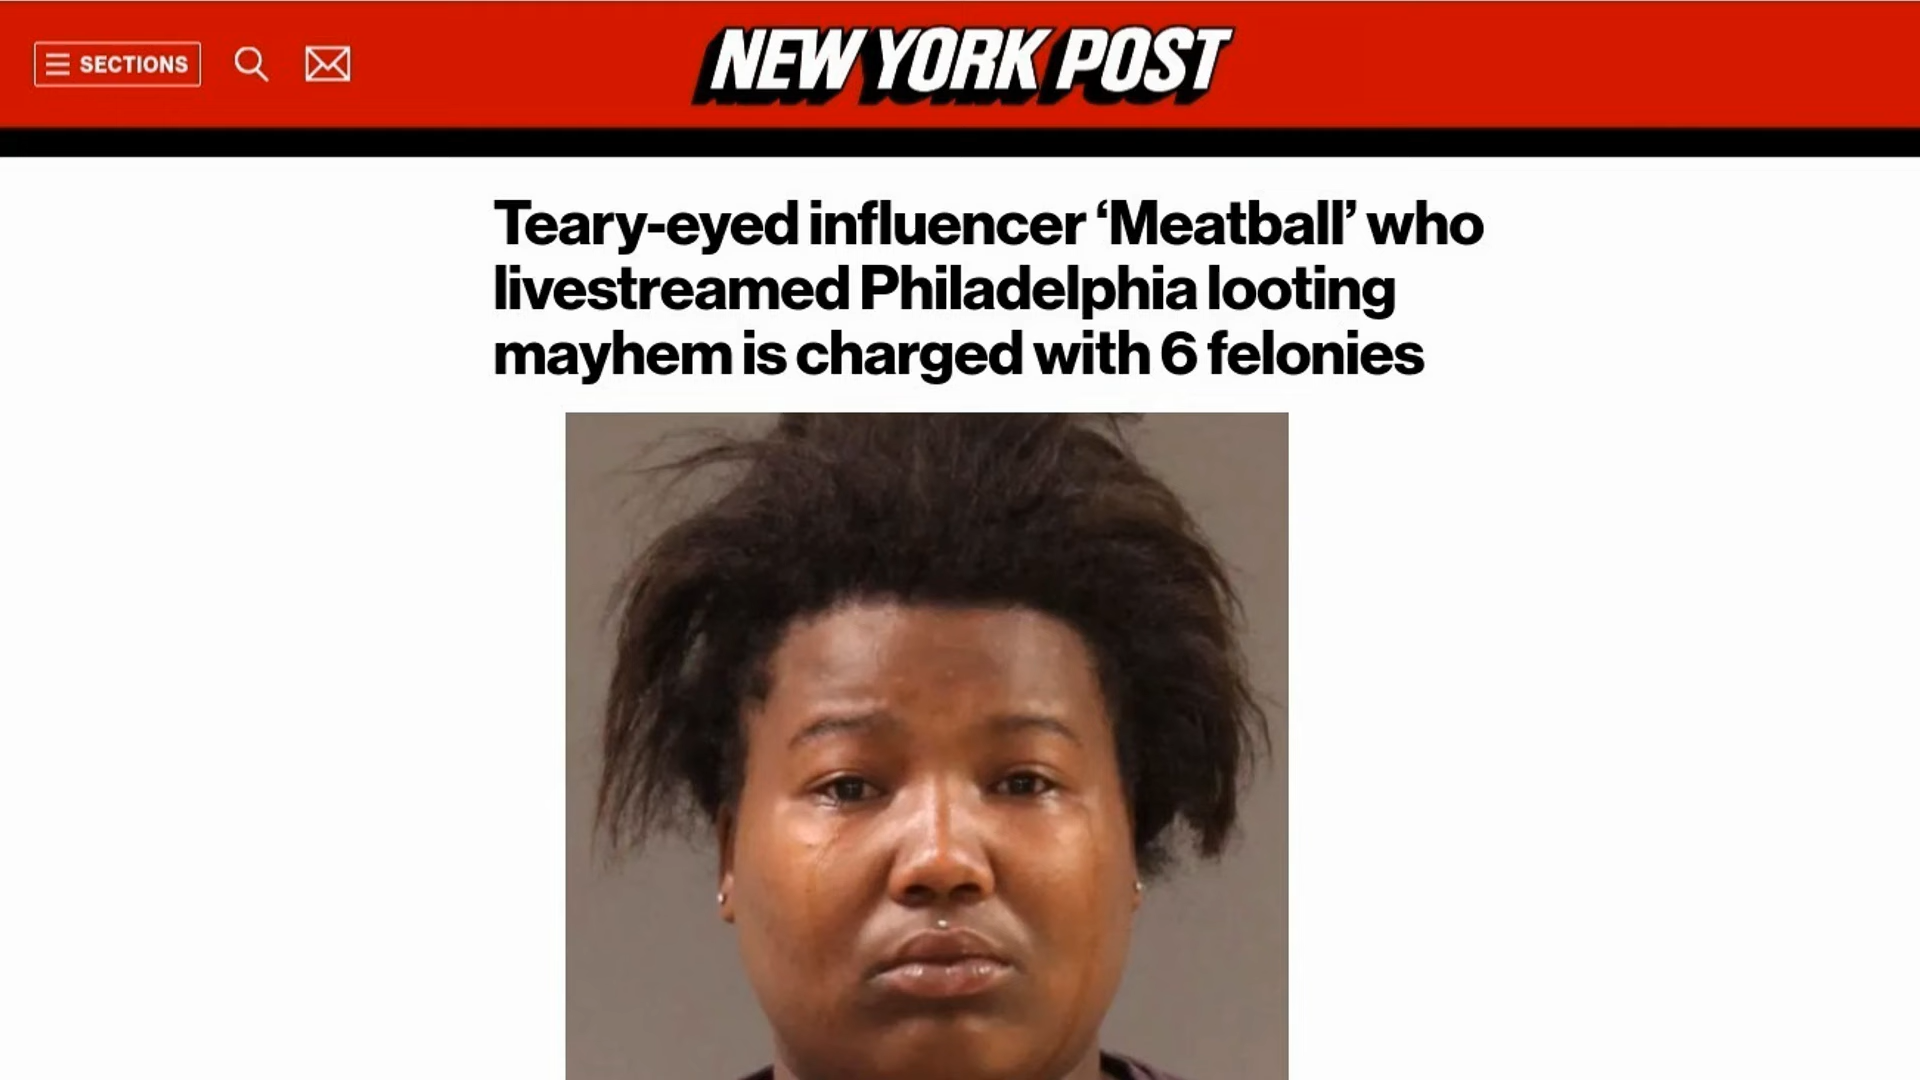 SECTIONS
NEW YORK POST
Teary-eyed influencer ‘Meatball’ who
livestreamed Philadelphia looting
mayhem is charged with 6 felonies